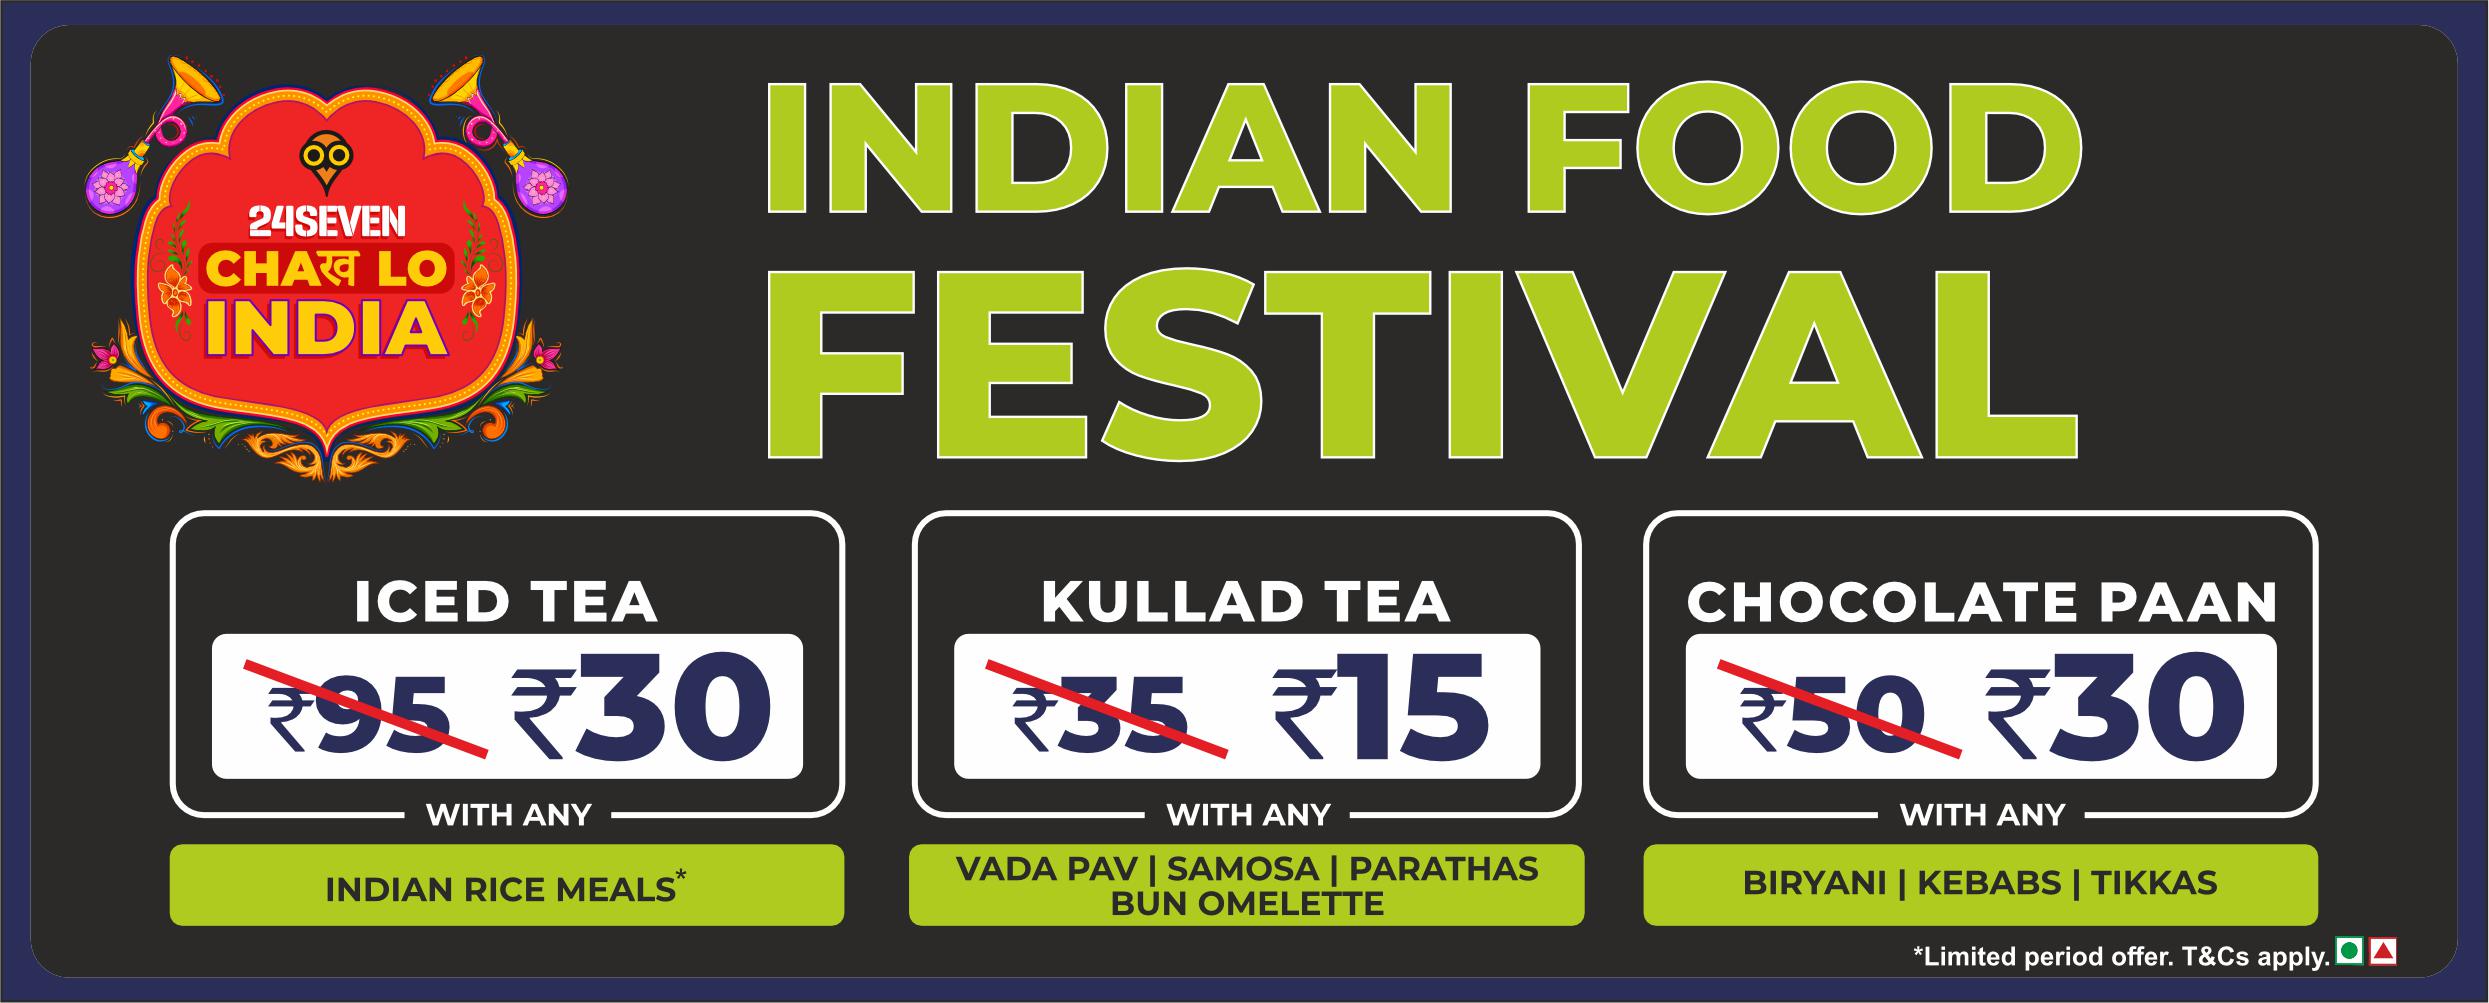 24SEVEN
CHAख LO
INDIA
INDIAN FOOD
FESTIVAL
ICED TEA
₹95 ₹30
WITH ANY
INDIAN RICE MEALS*
KULLAD TEA
₹35 ₹15
WITH ANY
VADA PAV | SAMOSA | PARATHAS
BUN OMELETTE
CHOCOLATE PAAN
₹50 ₹30
WITH ANY
BIRYANI | KEBABS | TIKKAS
*Limited period offer. T&Cs apply.